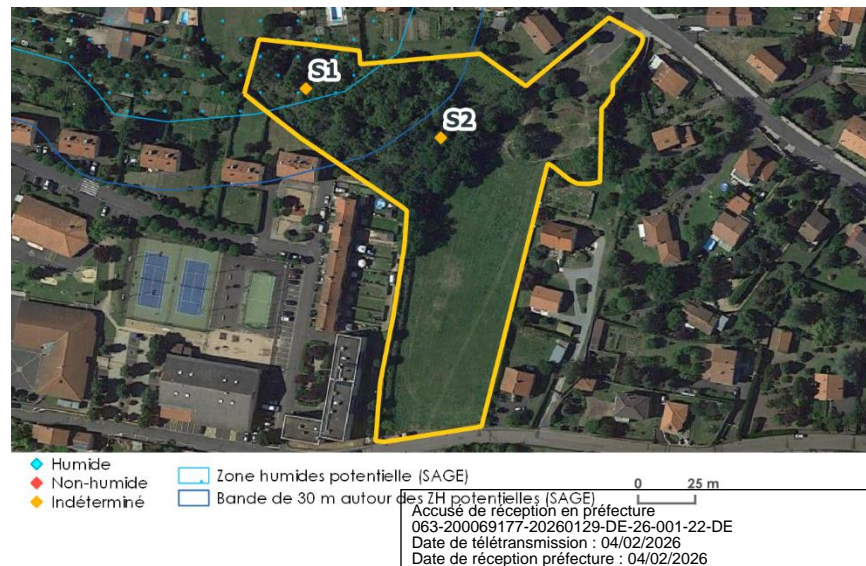 S1
S2
Humide
Non-humide
Indéterminé
Zone humides potentielle (SAGE)
Bande de 30 m autour des ZH potentielles (SAGE)
0 25 m
Accusé de réception en préfecture
063-200069177-20260129-DE-26-001-22-DE
Date de télétransmission : 04/02/2026
Date de réception préfecture : 04/02/2026